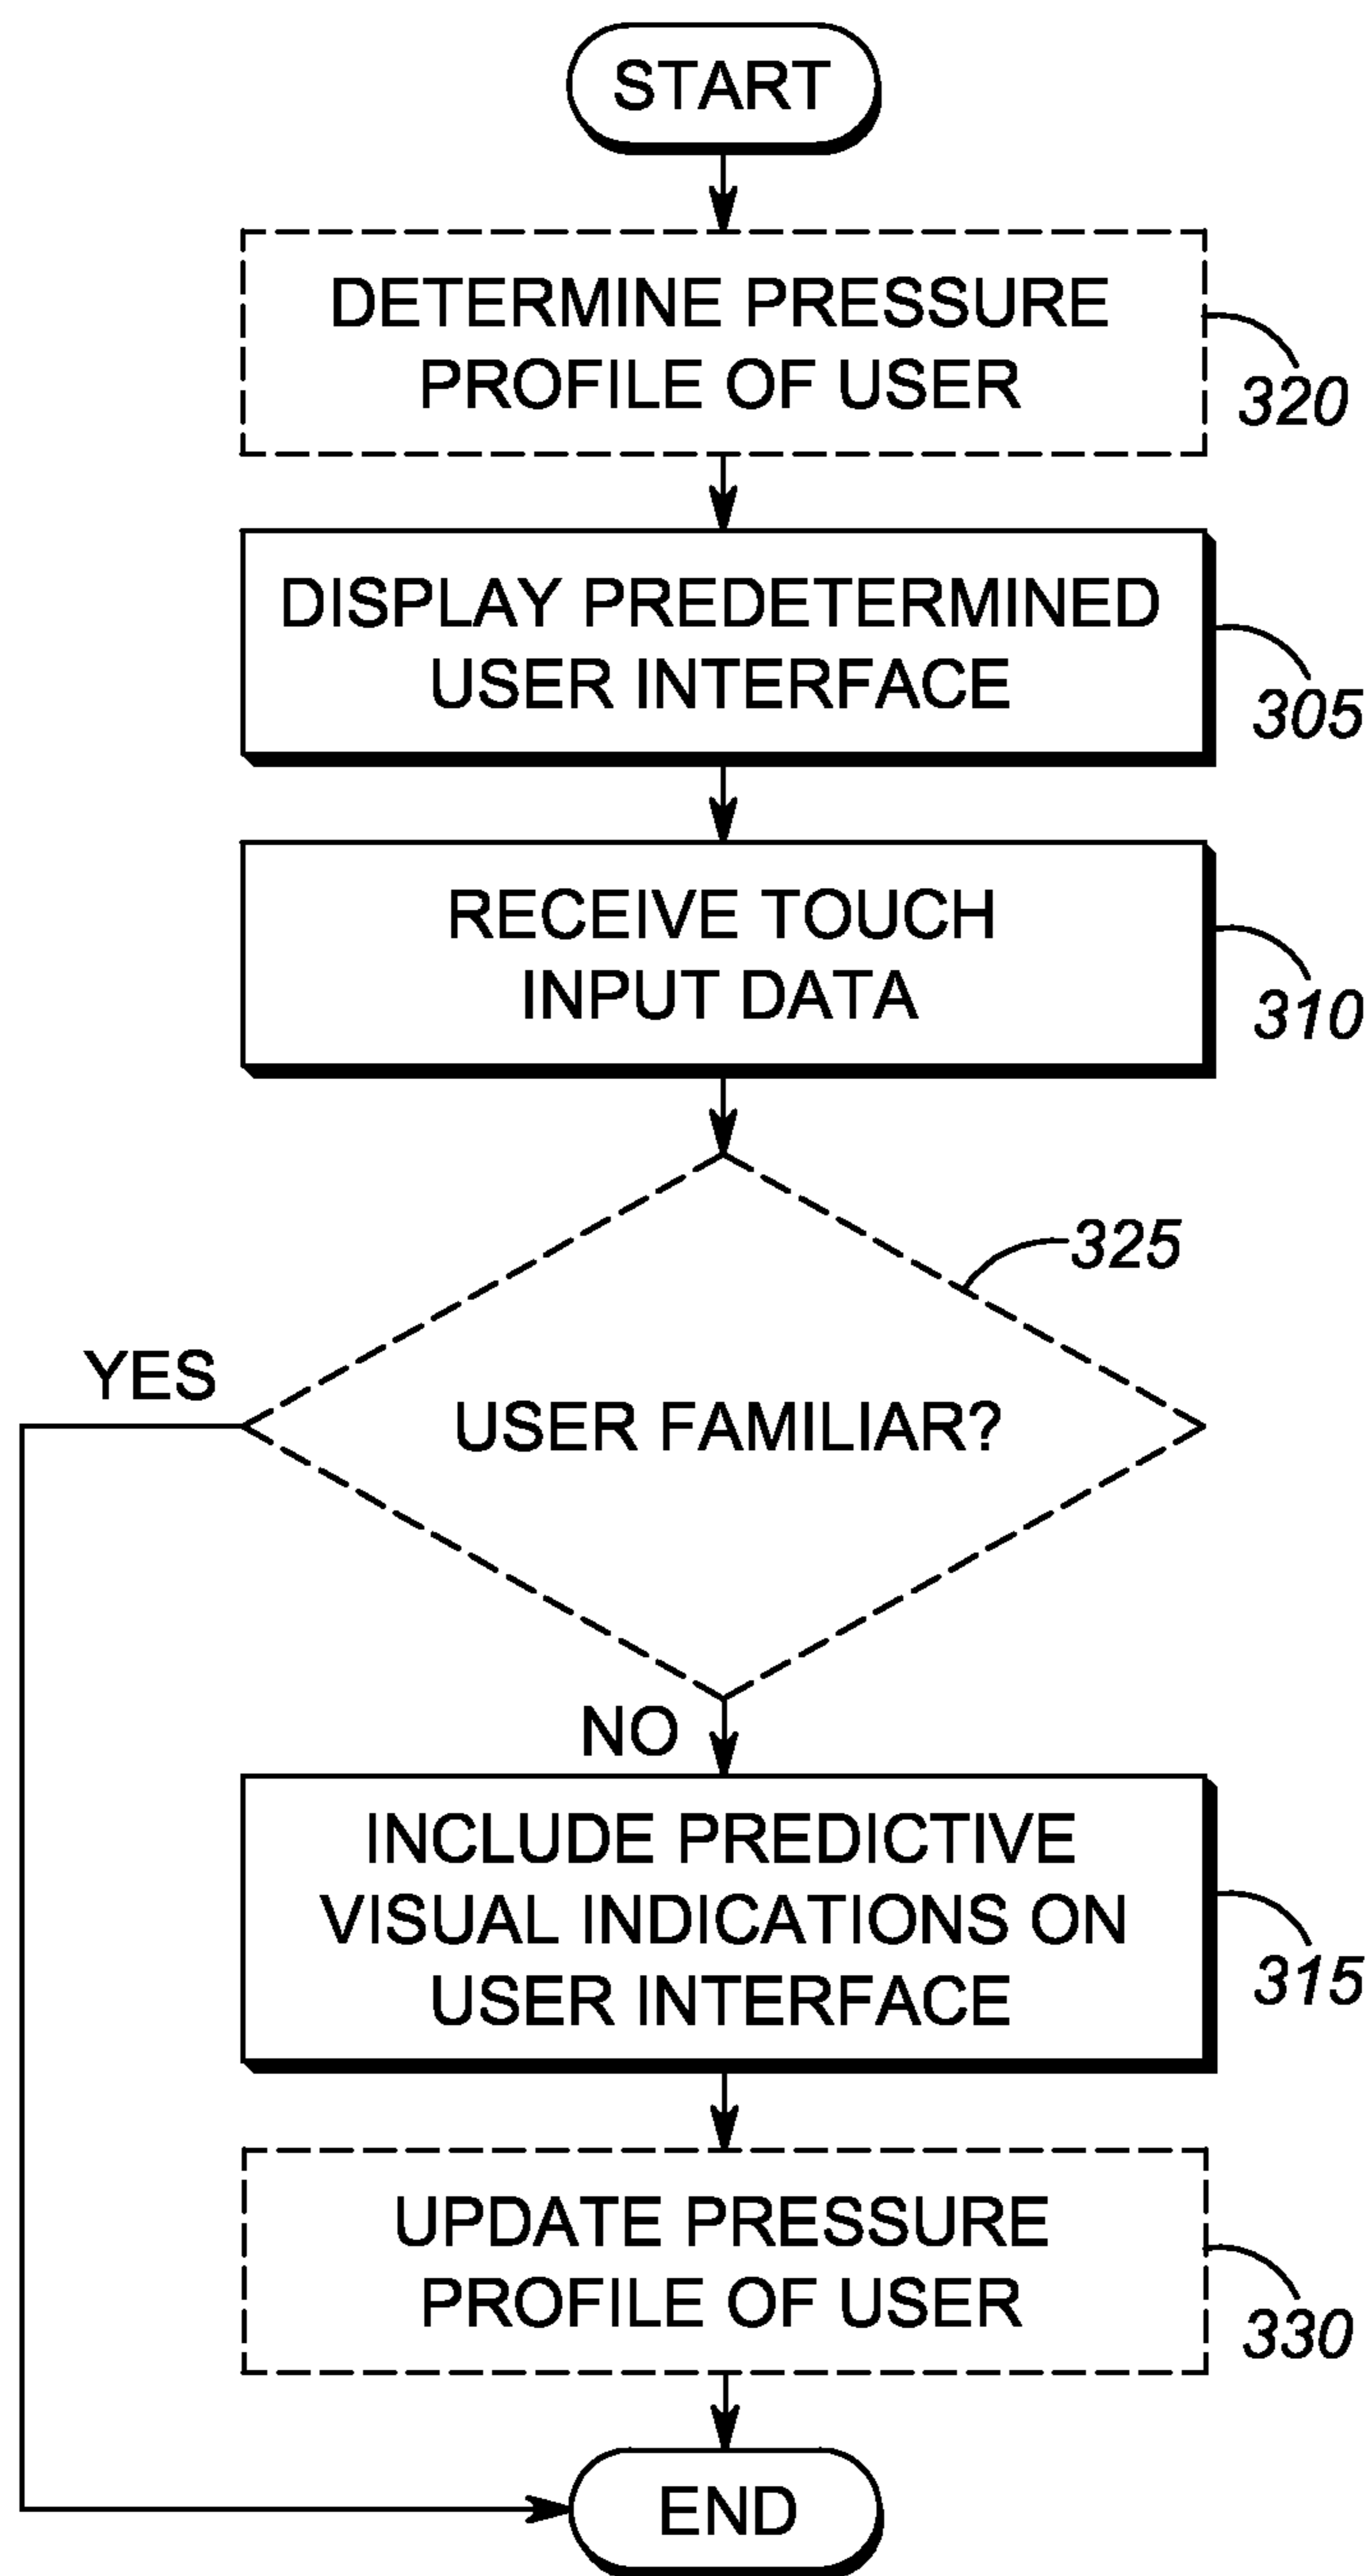 START
DETERMINE PRESSURE
PROFILE OF USER
320
DISPLAY PREDETERMINED
USER INTERFACE
305
RECEIVE TOUCH
INPUT DATA
310
325
YES
USER FAMILIAR?
NO
INCLUDE PREDICTIVE
VISUAL INDICATIONS ON
USER INTERFACE
315
UPDATE PRESSURE
PROFILE OF USER
330
END